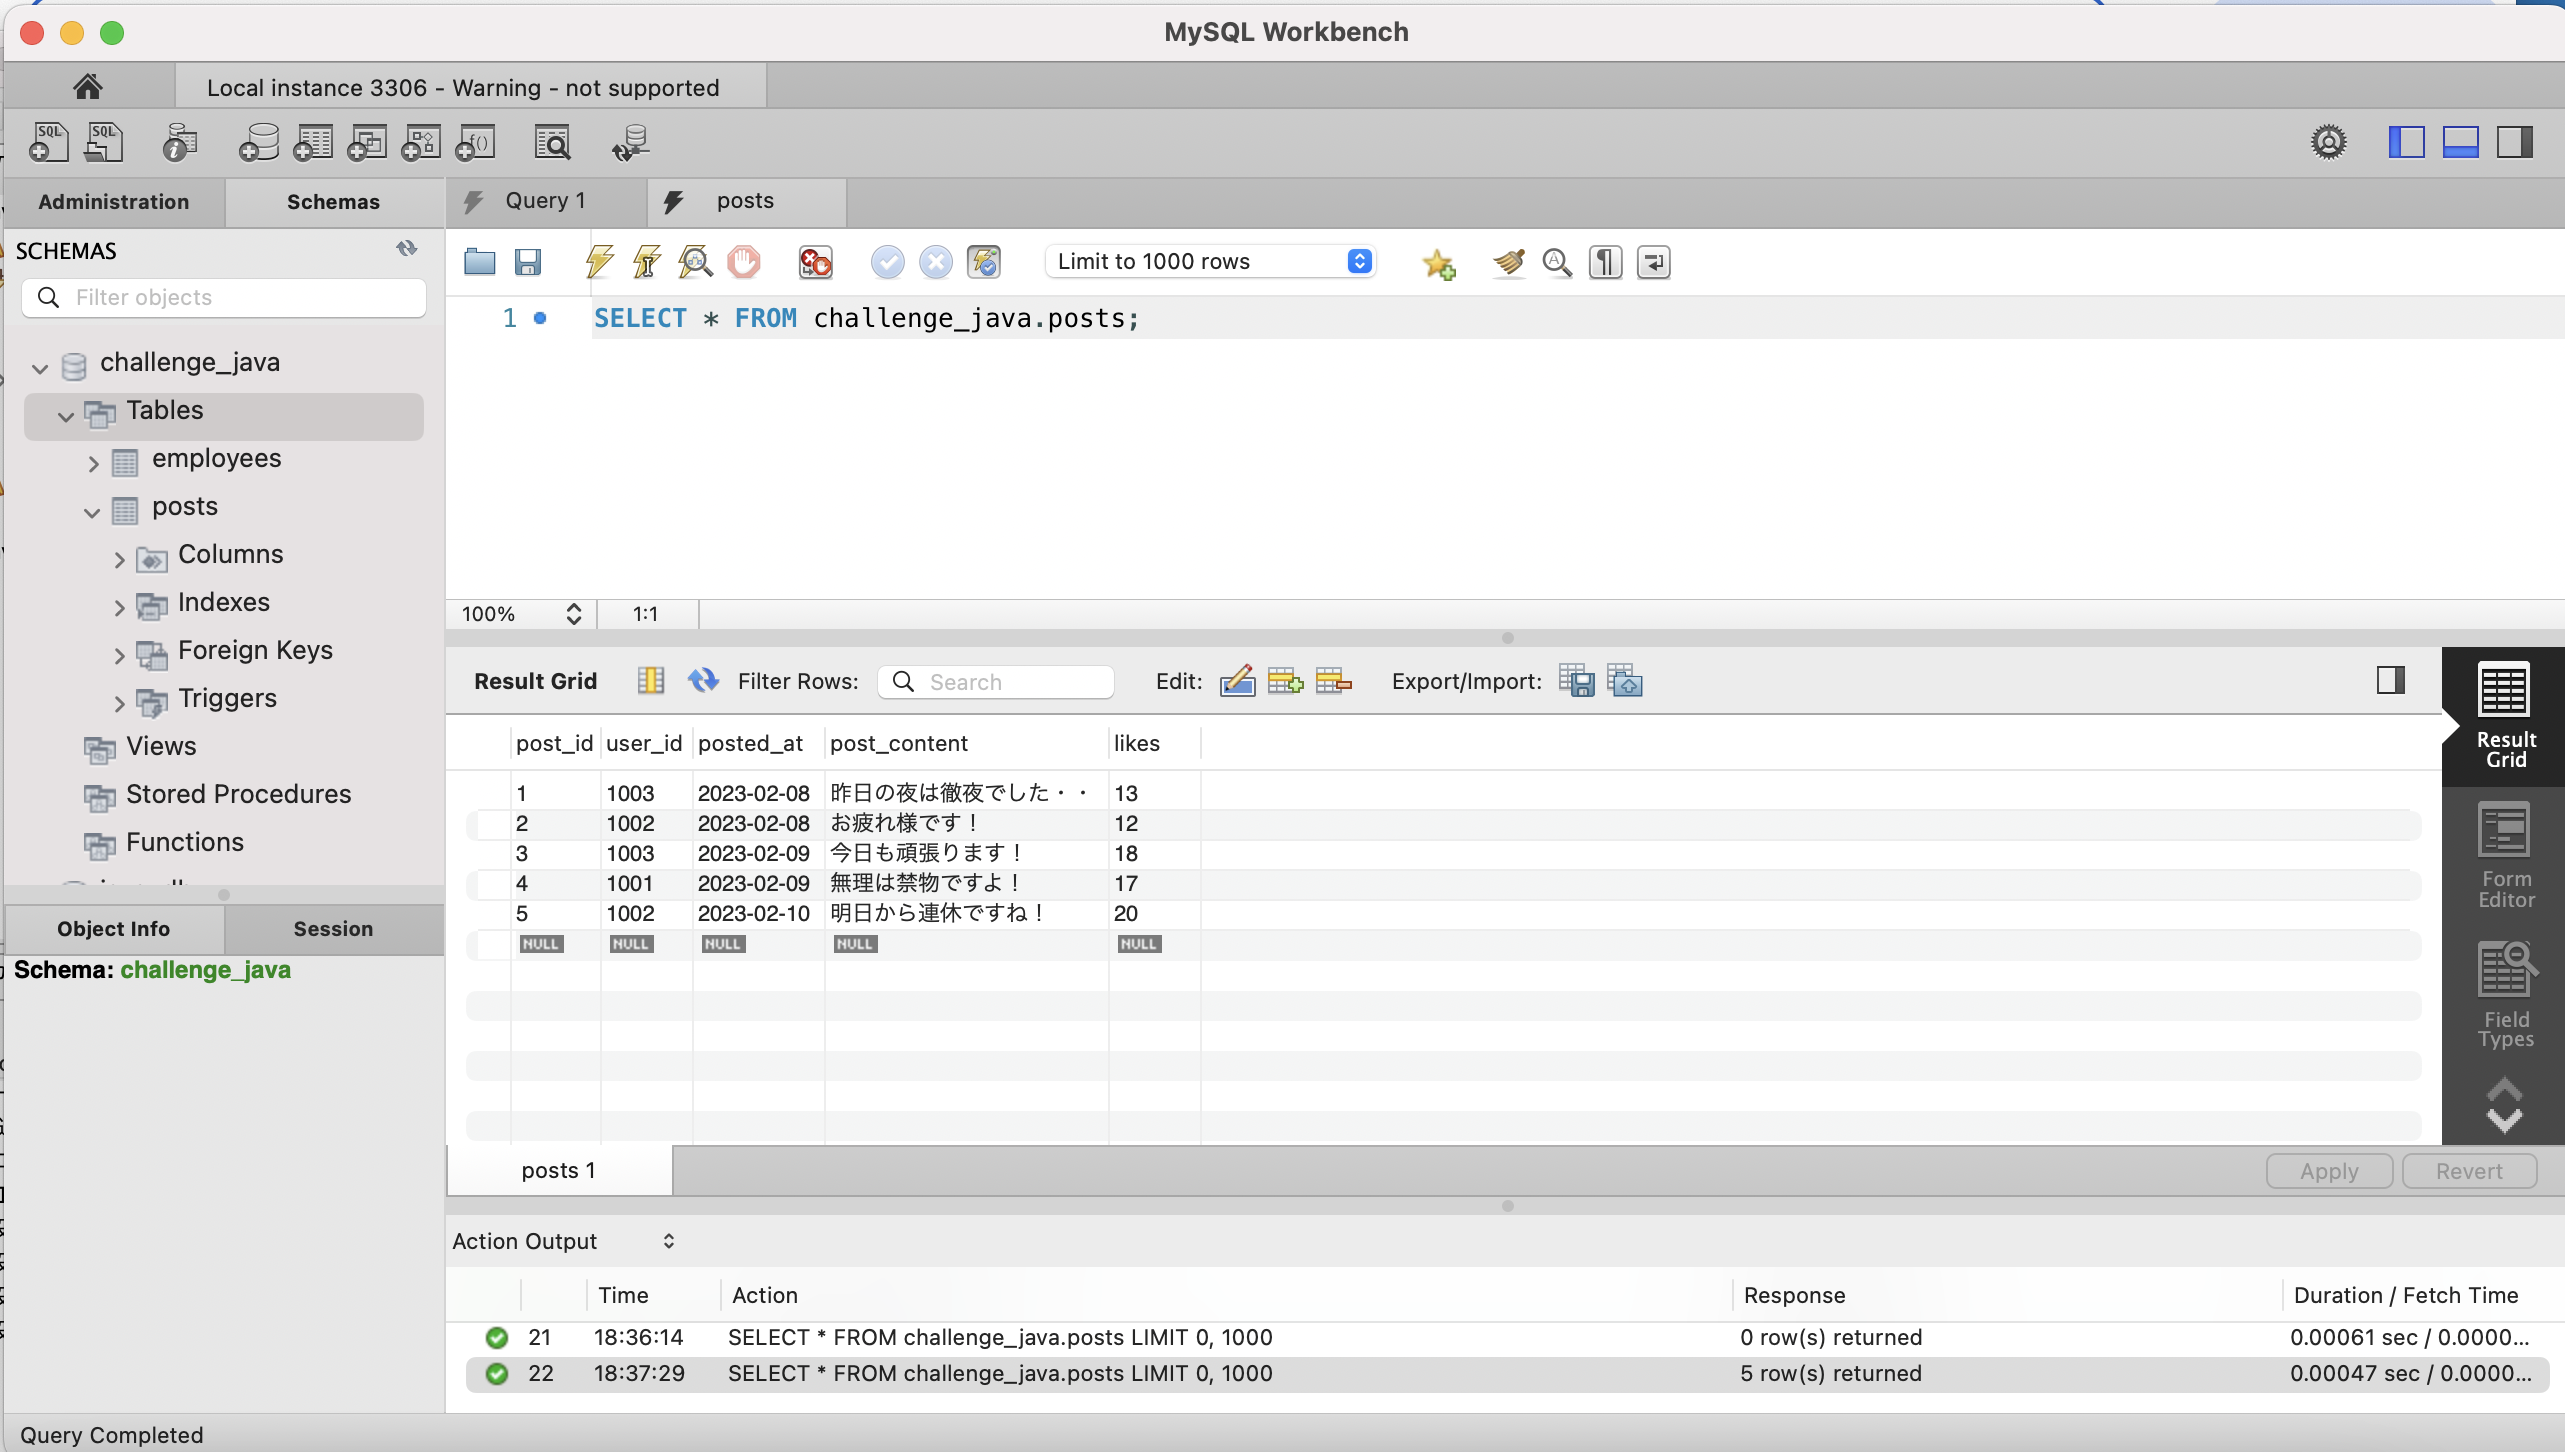 MySQL Workbench
Local instance 3306 - Warning - not supported
Administration
Schemas
Query 1
posts
SCHEMAS
Filter objects
Limit to 1000 rows
1 SELECT * FROM challenge_java.posts;
challenge_java
Tables
employees
posts
Columns
Indexes
Foreign Keys
Triggers
Views
Stored Procedures
Functions
100% 1:1
Result Grid Filter Rows: Search Edit: Export/Import:
post_id user_id posted_at post_content likes
1 1003 2023-02-08 昨日の夜は徹夜でした・・ 13
2 1002 2023-02-08 お疲れ様です！ 12
3 1003 2023-02-09 今日も頑張ります！ 18
4 1001 2023-02-09 無理は禁物ですよ！ 17
5 1002 2023-02-10 明日から連休ですね！ 20
NULL NULL NULL NULL NULL
Result
Grid
Form
Editor
Field
Types
Object Info Session
Schema: challenge_java
posts 1
Apply Revert
Action Output
Time Action Response Duration / Fetch Time
21 18:36:14 SELECT * FROM challenge_java.posts LIMIT 0, 1000 0 row(s) returned 0.00061 sec / 0.0000...
22 18:37:29 SELECT * FROM challenge_java.posts LIMIT 0, 1000 5 row(s) returned 0.00047 sec / 0.0000...
Query Completed